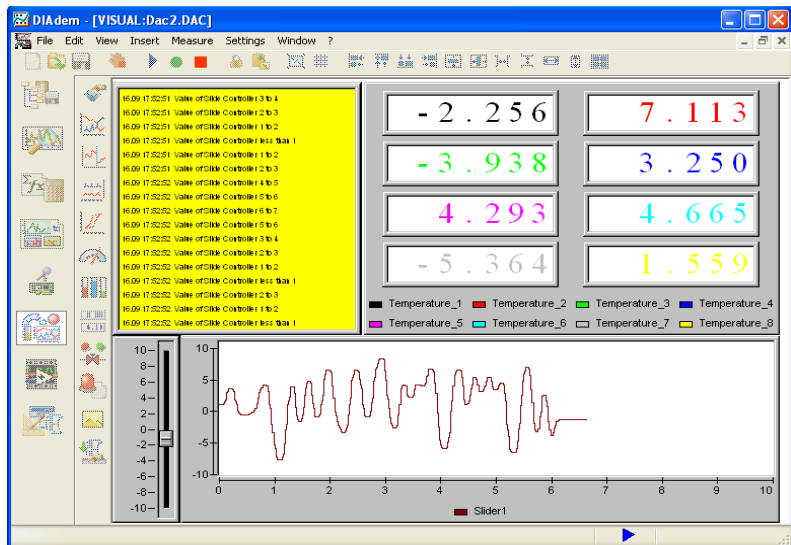 DIAdem - [VISUAL:Dac2.DAC]
File Edit View Insert Measure Settings Window ?
16.09 17:52:51 Value of Slide Controller 3 to 4
16.09 17:52:51 Value of Slide Controller 2 to 3
16.09 17:52:51 Value of Slide Controller 1 to 2
16.09 17:52:51 Value of Slide Controller less than 1
16.09 17:52:51 Value of Slide Controller 1 to 2
16.09 17:52:51 Value of Slide Controller 2 to 3
16.09 17:52:52 Value of Slide Controller 4 to 5
16.09 17:52:52 Value of Slide Controller 5 to 6
16.09 17:52:52 Value of Slide Controller 6 to 7
16.09 17:52:52 Value of Slide Controller 5 to 6
16.09 17:52:52 Value of Slide Controller 3 to 4
16.09 17:52:52 Value of Slide Controller 2 to 3
16.09 17:52:52 Value of Slide Controller 1 to 2
16.09 17:52:52 Value of Slide Controller less than 1
16.09 17:52:52 Value of Slide Controller 2 to 3
16.09 17:52:52 Value of Slide Controller 1 to 2
16.09 17:52:52 Value of Slide Controller less than 1
-2.256 7.113
-3.938 3.250
4.293 4.665
-5.364 1.559
Temperature_1 Temperature_2 Temperature_3 Temperature_4
Temperature_5 Temperature_6 Temperature_7 Temperature_8
10
8
6
4
2
0
-2
-4
-6
-8
-10
10
5
0
-5
-10
0 1 2 3 4 5 6 7 8 9 10
Slider1